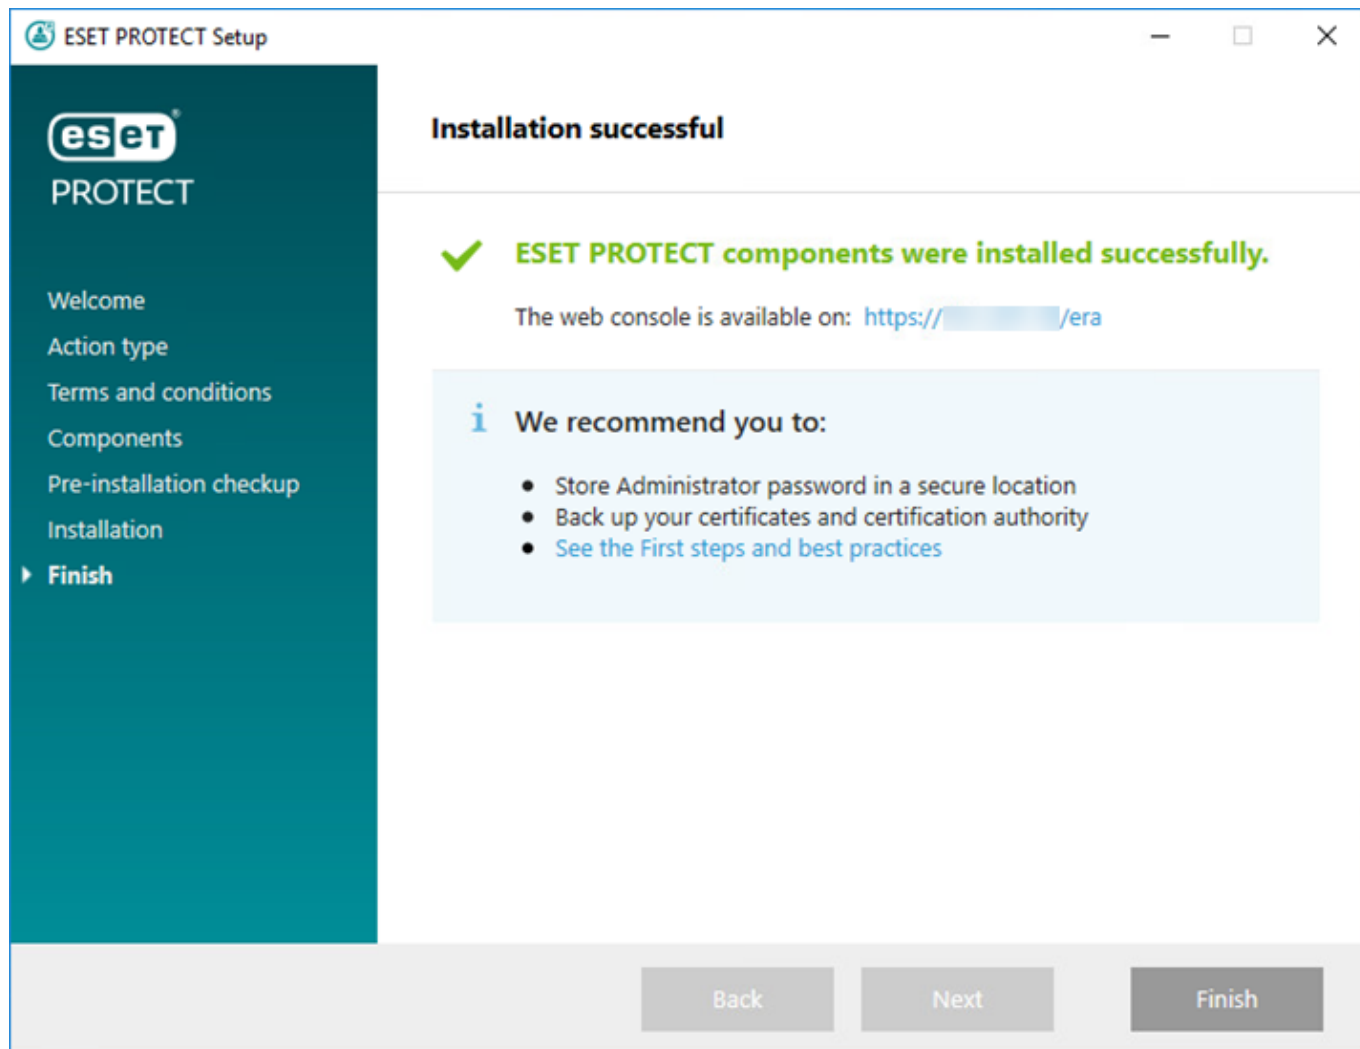 ESET PROTECT Setup
eset®
PROTECT
Welcome
Action type
Terms and conditions
Components
Pre-installation checkup
Installation
Finish
Installation successful
ESET PROTECT components were installed successfully.
The web console is available on: https:// /era
i We recommend you to:
• Store Administrator password in a secure location
• Back up your certificates and certification authority
• See the First steps and best practices
Back Next Finish